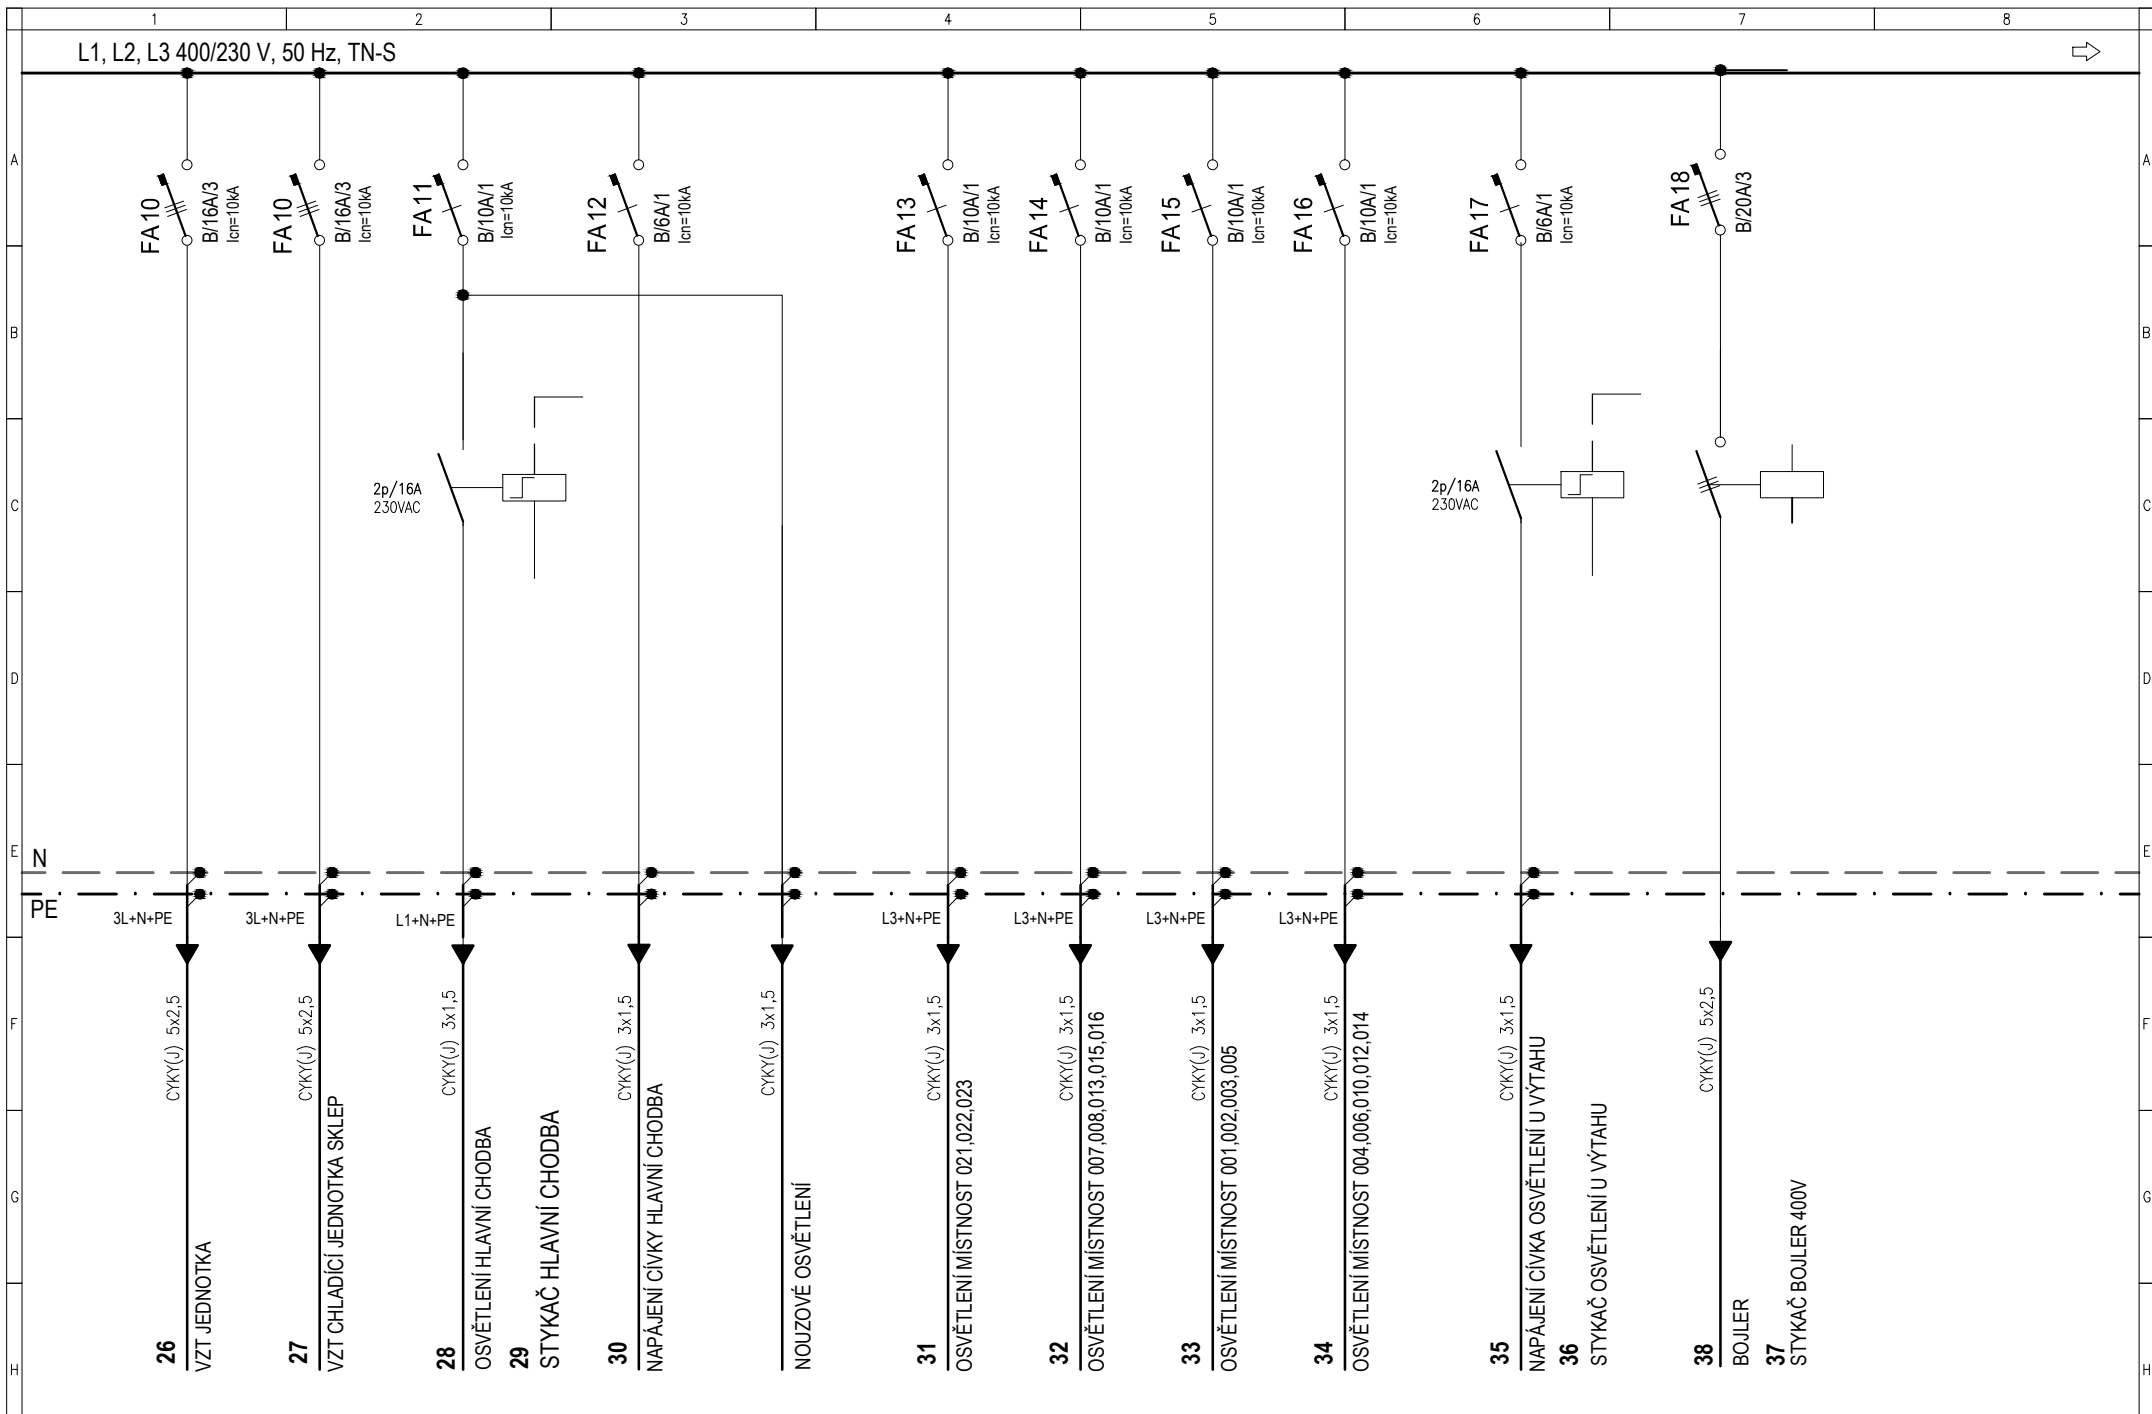 1 2 3 4 5 6 7 8
L1, L2, L3 400/230 V, 50 Hz, TN-S
A A
FA10
B/16A/3
Icn=10kA
FA10
B/16A/3
Icn=10kA
FA11
B/10A/1
Icn=10kA
FA12
B/6A/1
Icn=10kA
FA13
B/10A/1
Icn=10kA
FA14
B/10A/1
Icn=10kA
FA15
B/10A/1
Icn=10kA
FA16
B/10A/1
Icn=10kA
FA17
B/6A/1
Icn=10kA
FA18
B/20A/3
B B
C C
2p/16A
230VAC
2p/16A
230VAC
D D
E E
N
PE
3L+N+PE
3L+N+PE
L1+N+PE
L3+N+PE
L3+N+PE
L3+N+PE
L3+N+PE
F F
CYKY(J) 5x2,5
CYKY(J) 5x2,5
CYKY(J) 3x1,5
CYKY(J) 3x1,5
CYKY(J) 3x1,5
CYKY(J) 3x1,5
CYKY(J) 3x1,5
CYKY(J) 3x1,5
CYKY(J) 3x1,5
CYKY(J) 3x1,5
CYKY(J) 5x2,5
G G
H H
26
VZT JEDNOTKA
27
VZT CHLADÍCÍ JEDNOTKA SKLEP
28
OSVĚTLENÍ HLAVNÍ CHODBA
29
STYKAČ HLAVNÍ CHODBA
30
NAPÁJENÍ CÍVKY HLAVNÍ CHODBA
NOUZOVÉ OSVĚTLENÍ
31
OSVĚTLENÍ MÍSTNOST 021,022,023
32
OSVĚTLENÍ MÍSTNOST 007,008,013,015,016
33
OSVĚTLENÍ MÍSTNOST 001,002,003,005
34
OSVĚTLENÍ MÍSTNOST 004,006,010,012,014
35
NAPÁJENÍ CÍVKA OSVĚTLENÍ U VÝTAHU
36
STYKAČ OSVĚTLENÍ U VÝTAHU
38
BOJLER
37
STYKAČ BOJLER 400V